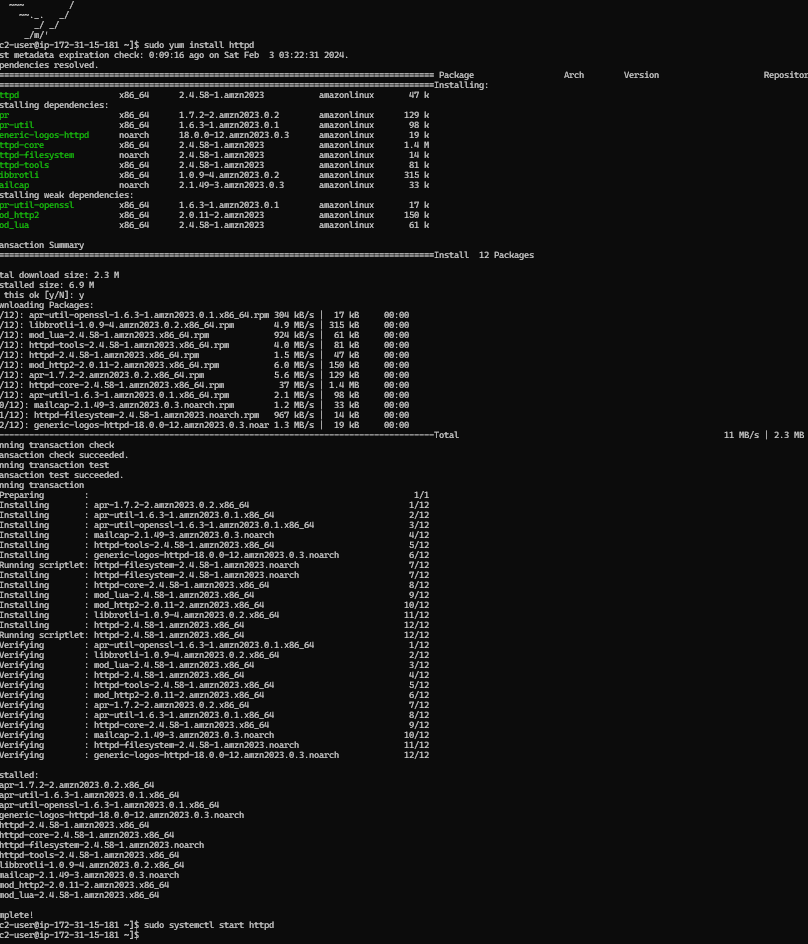 ~~~         /
~~._.   _/
_/ _/
_/m/'
c2-user@ip-172-31-15-181 ~]$ sudo yum install httpd
st metadata expiration check: 0:09:16 ago on Sat Feb  3 03:22:31 2024.
pendencies resolved.
======================================================================================= Package                  Arch        Version                     Repositor
=======================================================================================Installing:
ttpd                    x86_64      2.4.58-1.amzn2023           amazonlinux       47 k
stalling dependencies:
pr                      x86_64      1.7.2-2.amzn2023.0.2        amazonlinux      129 k
pr-util                 x86_64      1.6.3-1.amzn2023.0.1        amazonlinux       98 k
eneric-logos-httpd      noarch      18.0.0-12.amzn2023.0.3      amazonlinux       19 k
ttpd-core               x86_64      2.4.58-1.amzn2023           amazonlinux      1.4 M
ttpd-filesystem         noarch      2.4.58-1.amzn2023           amazonlinux       14 k
ttpd-tools              x86_64      2.4.58-1.amzn2023           amazonlinux       81 k
ibbrotli                x86_64      1.0.9-4.amzn2023.0.2        amazonlinux      315 k
ailcap                  noarch      2.1.49-3.amzn2023.0.3       amazonlinux       33 k
stalling weak dependencies:
pr-util-openssl         x86_64      1.6.3-1.amzn2023.0.1        amazonlinux       17 k
od_http2                x86_64      2.0.11-2.amzn2023           amazonlinux      150 k
od_lua                  x86_64      2.4.58-1.amzn2023           amazonlinux       61 k
ansaction Summary
=======================================================================================Install  12 Packages
tal download size: 2.3 M
stalled size: 6.9 M
 this ok [y/N]: y
wnloading Packages:
/12): apr-util-openssl-1.6.3-1.amzn2023.0.1.x86_64.rpm 304 kB/s |  17 kB     00:00
/12): libbrotli-1.0.9-4.amzn2023.0.2.x86_64.rpm        4.9 MB/s | 315 kB     00:00
/12): mod_lua-2.4.58-1.amzn2023.x86_64.rpm             924 kB/s |  61 kB     00:00
/12): httpd-tools-2.4.58-1.amzn2023.x86_64.rpm         4.0 MB/s |  81 kB     00:00
/12): httpd-2.4.58-1.amzn2023.x86_64.rpm               1.5 MB/s |  47 kB     00:00
/12): mod_http2-2.0.11-2.amzn2023.x86_64.rpm           6.0 MB/s | 150 kB     00:00
/12): apr-1.7.2-2.amzn2023.0.2.x86_64.rpm              5.6 MB/s | 129 kB     00:00
/12): httpd-core-2.4.58-1.amzn2023.x86_64.rpm           37 MB/s | 1.4 MB     00:00
/12): apr-util-1.6.3-1.amzn2023.0.1.x86_64.rpm         2.1 MB/s |  98 kB     00:00
0/12): mailcap-2.1.49-3.amzn2023.0.3.noarch.rpm        1.2 MB/s |  33 kB     00:00
1/12): httpd-filesystem-2.4.58-1.amzn2023.noarch.rpm   967 kB/s |  14 kB     00:00
2/12): generic-logos-httpd-18.0.0-12.amzn2023.0.3.noar 1.3 MB/s |  19 kB     00:00
---------------------------------------------------------------------------------------Total                                                     11 MB/s | 2.3 MB
nning transaction check
ansaction check succeeded.
nning transaction test
ansaction test succeeded.
nning transaction
Preparing        :                                                                 1/1
Installing       : apr-1.7.2-2.amzn2023.0.2.x86_64                                1/12
Installing       : apr-util-1.6.3-1.amzn2023.0.1.x86_64                           2/12
Installing       : apr-util-openssl-1.6.3-1.amzn2023.0.1.x86_64                   3/12
Installing       : mailcap-2.1.49-3.amzn2023.0.3.noarch                           4/12
Installing       : httpd-tools-2.4.58-1.amzn2023.x86_64                           5/12
Installing       : generic-logos-httpd-18.0.0-12.amzn2023.0.3.noarch              6/12
Running scriptlet: httpd-filesystem-2.4.58-1.amzn2023.noarch                      7/12
Installing       : httpd-filesystem-2.4.58-1.amzn2023.noarch                      7/12
Installing       : httpd-core-2.4.58-1.amzn2023.x86_64                            8/12
Installing       : mod_lua-2.4.58-1.amzn2023.x86_64                               9/12
Installing       : mod_http2-2.0.11-2.amzn2023.x86_64                            10/12
Installing       : libbrotli-1.0.9-4.amzn2023.0.2.x86_64                         11/12
Installing       : httpd-2.4.58-1.amzn2023.x86_64                                12/12
Running scriptlet: httpd-2.4.58-1.amzn2023.x86_64                                12/12
Verifying        : apr-util-openssl-1.6.3-1.amzn2023.0.1.x86_64                   1/12
Verifying        : libbrotli-1.0.9-4.amzn2023.0.2.x86_64                          2/12
Verifying        : mod_lua-2.4.58-1.amzn2023.x86_64                               3/12
Verifying        : httpd-2.4.58-1.amzn2023.x86_64                                 4/12
Verifying        : httpd-tools-2.4.58-1.amzn2023.x86_64                           5/12
Verifying        : mod_http2-2.0.11-2.amzn2023.x86_64                             6/12
Verifying        : apr-1.7.2-2.amzn2023.0.2.x86_64                                7/12
Verifying        : apr-util-1.6.3-1.amzn2023.0.1.x86_64                           8/12
Verifying        : httpd-core-2.4.58-1.amzn2023.x86_64                            9/12
Verifying        : mailcap-2.1.49-3.amzn2023.0.3.noarch                          10/12
Verifying        : httpd-filesystem-2.4.58-1.amzn2023.noarch                     11/12
Verifying        : generic-logos-httpd-18.0.0-12.amzn2023.0.3.noarch             12/12
stalled:
apr-1.7.2-2.amzn2023.0.2.x86_64
apr-util-1.6.3-1.amzn2023.0.1.x86_64
apr-util-openssl-1.6.3-1.amzn2023.0.1.x86_64
generic-logos-httpd-18.0.0-12.amzn2023.0.3.noarch
httpd-2.4.58-1.amzn2023.x86_64
httpd-core-2.4.58-1.amzn2023.x86_64
httpd-filesystem-2.4.58-1.amzn2023.noarch
httpd-tools-2.4.58-1.amzn2023.x86_64
libbrotli-1.0.9-4.amzn2023.0.2.x86_64
mailcap-2.1.49-3.amzn2023.0.3.noarch
mod_http2-2.0.11-2.amzn2023.x86_64
mod_lua-2.4.58-1.amzn2023.x86_64
mplete!
c2-user@ip-172-31-15-181 ~]$ sudo systemctl start httpd
c2-user@ip-172-31-15-181 ~]$